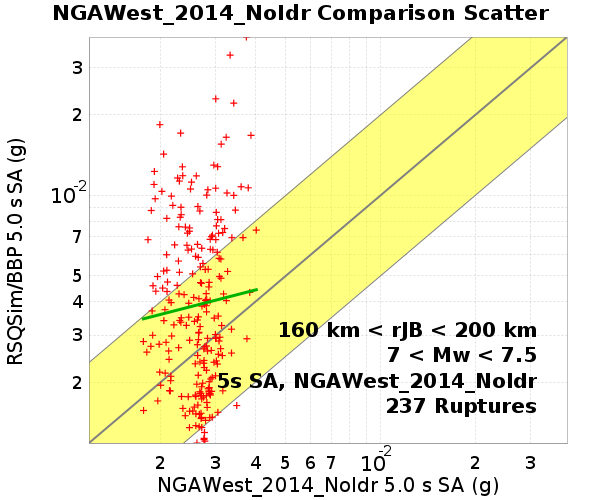 NGAWest_2014_NoIdr Comparison Scatter
RSQSim/BBP 5.0 s SA (g)
3
2
10-2
7
5
4
3
2
160 km < rJB < 200 km
7 < Mw < 7.5
5s SA, NGAWest_2014_NoIdr
237 Ruptures
2 3 4 5 6 7 10-2 2 3
NGAWest_2014_NoIdr 5.0 s SA (g)